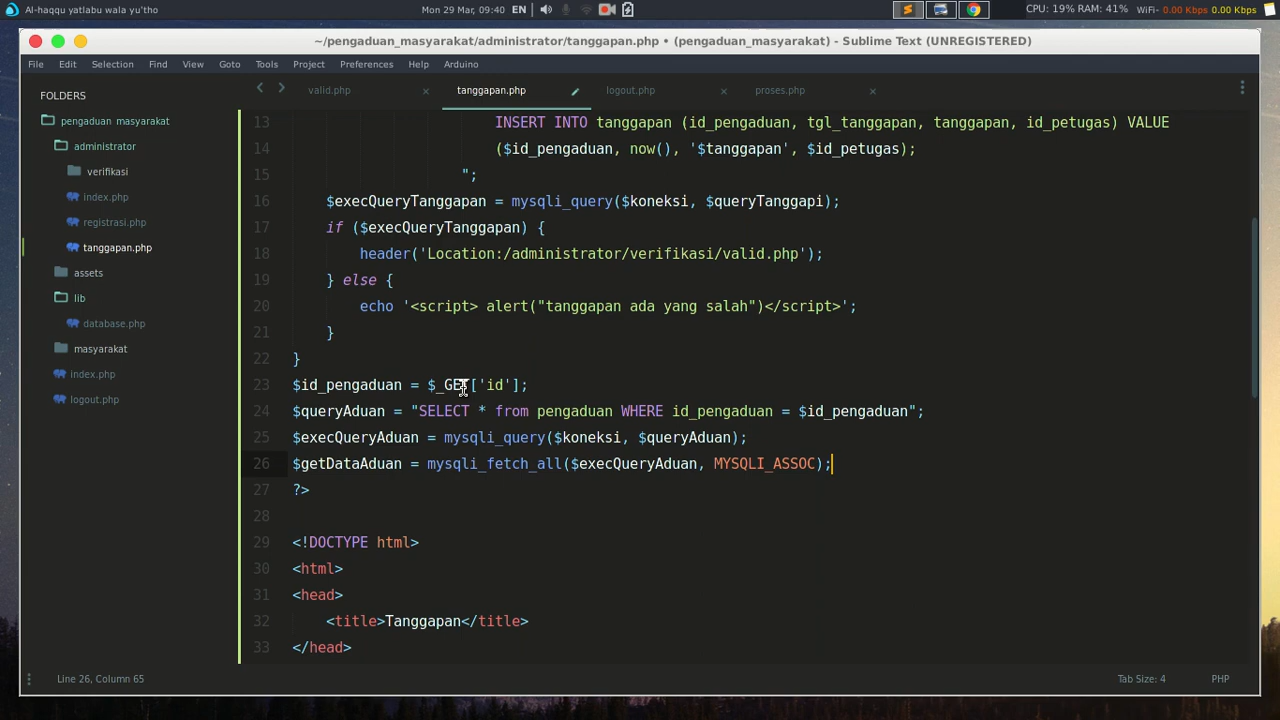 Al-haqqu yatlabu wala yu'tho
Mon 29 Mar, 09:40 EN
CPU: 19% RAM: 41% WiFi- 0.00 Kbps 0.00 Kbps
~/pengaduan_masyarakat/administrator/tanggapan.php • (pengaduan_masyarakat) - Sublime Text (UNREGISTERED)
File Edit Selection Find View Goto Tools Project Preferences Help Arduino
FOLDERS
pengaduan masyarakat
administrator
verifikasi
index.php
registrasi.php
tanggapan.php
assets
lib
database.php
masyarakat
index.php
logout.php
valid.php × tanggapan.php logout.php × proses.php ×
13 INSERT INTO tanggapan (id_pengaduan, tgl_tanggapan, tanggapan, id_petugas) VALUE
14 ($id_pengaduan, now(), '$tanggapan', $id_petugas);
15 ";
16 $execQueryTanggapan = mysqli_query($koneksi, $queryTanggapi);
17 if ($execQueryTanggapan) {
18 header('Location:/administrator/verifikasi/valid.php');
19 } else {
20 echo '<script> alert("tanggapan ada yang salah")</script>';
21 }
22 }
23 $id_pengaduan = $_GET['id'];
24 $queryAduan = "SELECT * from pengaduan WHERE id_pengaduan = $id_pengaduan";
25 $execQueryAduan = mysqli_query($koneksi, $queryAduan);
26 $getDataAduan = mysqli_fetch_all($execQueryAduan, MYSQLI_ASSOC);
27 ?>
28
29 <!DOCTYPE html>
30 <html>
31 <head>
32 <title>Tanggapan</title>
33 </head>
Line 26, Column 65
Tab Size: 4 PHP